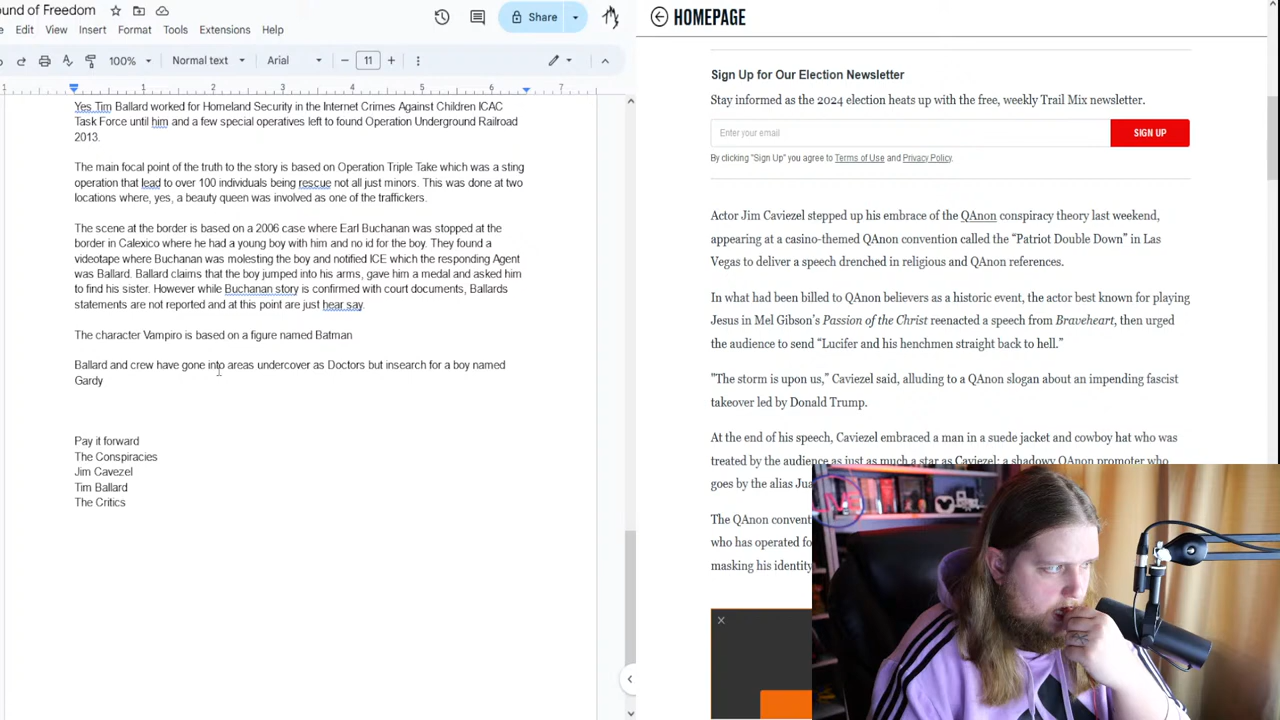 ound of Freedom
Share
Edit View Insert Format Tools Extensions Help
100% Normal text Arial 11
1 1 2 3 4 5 6 7
Yes Tim Ballard worked for Homeland Security in the Internet Crimes Against Children ICAC
Task Force until him and a few special operatives left to found Operation Underground Railroad
2013.
The main focal point of the truth to the story is based on Operation Triple Take which was a sting
operation that lead to over 100 individuals being rescue not all just minors. This was done at two
locations where, yes, a beauty queen was involved as one of the traffickers.
The scene at the border is based on a 2006 case where Earl Buchanan was stopped at the
border in Calexico where he had a young boy with him and no id for the boy. They found a
videotape where Buchanan was molesting the boy and notified ICE which the responding Agent
was Ballard. Ballard claims that the boy jumped into his arms, gave him a medal and asked him
to find his sister. However while Buchanan story is confirmed with court documents, Ballards
statements are not reported and at this point are just hear say.
The character Vampiro is based on a figure named Batman
Ballard and crew have gone into areas undercover as Doctors but insearch for a boy named
Gardy
Pay it forward
The Conspiracies
Jim Cavezel
Tim Ballard
The Critics
HOMEPAGE
Sign Up for Our Election Newsletter
Stay informed as the 2024 election heats up with the free, weekly Trail Mix newsletter.
Enter your email
SIGN UP
By clicking "Sign Up" you agree to Terms of Use and Privacy Policy.
Actor Jim Caviezel stepped up his embrace of the QAnon conspiracy theory last weekend,
appearing at a casino-themed QAnon convention called the “Patriot Double Down” in Las
Vegas to deliver a speech drenched in religious and QAnon references.
In what had been billed to QAnon believers as a historic event, the actor best known for playing
Jesus in Mel Gibson's Passion of the Christ reenacted a speech from Braveheart, then urged
the audience to send “Lucifer and his henchmen straight back to hell.”
"The storm is upon us,” Caviezel said, alluding to a QAnon slogan about an impending fascist
takeover led by Donald Trump.
At the end of his speech, Caviezel embraced a man in a suede jacket and cowboy hat who was
treated by the audience as just as much a star as Caviezel: a shadowy QAnon promoter who
goes by the alias Jua
The QAnon convent
who has operated fo
masking his identity
LIVE